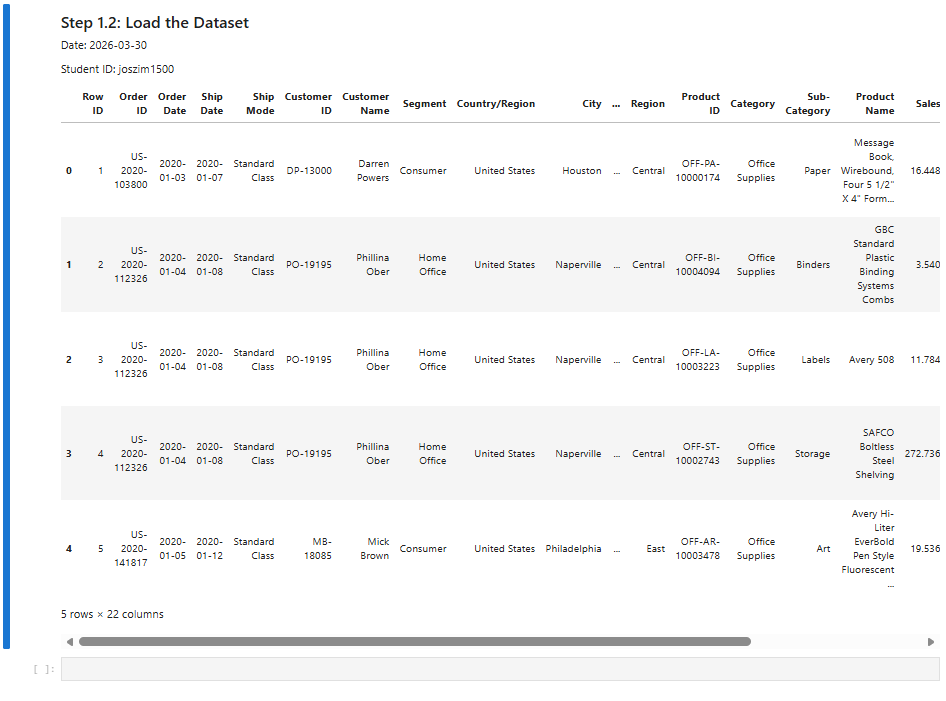 Step 1.2: Load the Dataset
Date: 2026-03-30
Student ID: joszim1500
Row ID Order ID Order Date Ship Date Ship Mode Customer ID Customer Name Segment Country/Region City ... Region Product ID Category Sub-Category Product Name Sales
0 1 US-2020-103800 2020-01-03 2020-01-07 Standard Class DP-13000 Darren Powers Consumer United States Houston ... Central OFF-PA-10000174 Office Supplies Paper Message Book, Wirebound, Four 5 1/2" X 4" Form... 16.448
1 2 US-2020-112326 2020-01-04 2020-01-08 Standard Class PO-19195 Phillina Ober Home Office United States Naperville ... Central OFF-BI-10004094 Office Supplies Binders GBC Standard Plastic Binding Systems Combs 3.540
2 3 US-2020-112326 2020-01-04 2020-01-08 Standard Class PO-19195 Phillina Ober Home Office United States Naperville ... Central OFF-LA-10003223 Office Supplies Labels Avery 508 11.784
3 4 US-2020-112326 2020-01-04 2020-01-08 Standard Class PO-19195 Phillina Ober Home Office United States Naperville ... Central OFF-ST-10002743 Office Supplies Storage SAFCO Boltless Steel Shelving 272.736
4 5 US-2020-141817 2020-01-05 2020-01-12 Standard Class MB-18085 Mick Brown Consumer United States Philadelphia ... East OFF-AR-10003478 Office Supplies Art Avery Hi-Liter EverBold Pen Style Fluorescent ... 19.536
5 rows × 22 columns
[ ]: